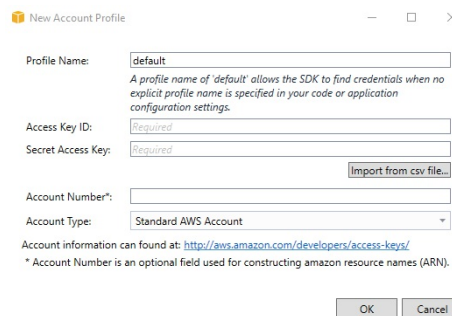 New Account Profile
Profile Name:
default
A profile name of 'default' allows the SDK to find credentials when no
explicit profile name is specified in your code or application
configuration settings.
Access Key ID:
Required
Secret Access Key:
Required
Import from csv file...
Account Number*:
Account Type:
Standard AWS Account
Account information can found at: http://aws.amazon.com/developers/access-keys/
* Account Number is an optional field used for constructing amazon resource names (ARN).
OK
Cancel